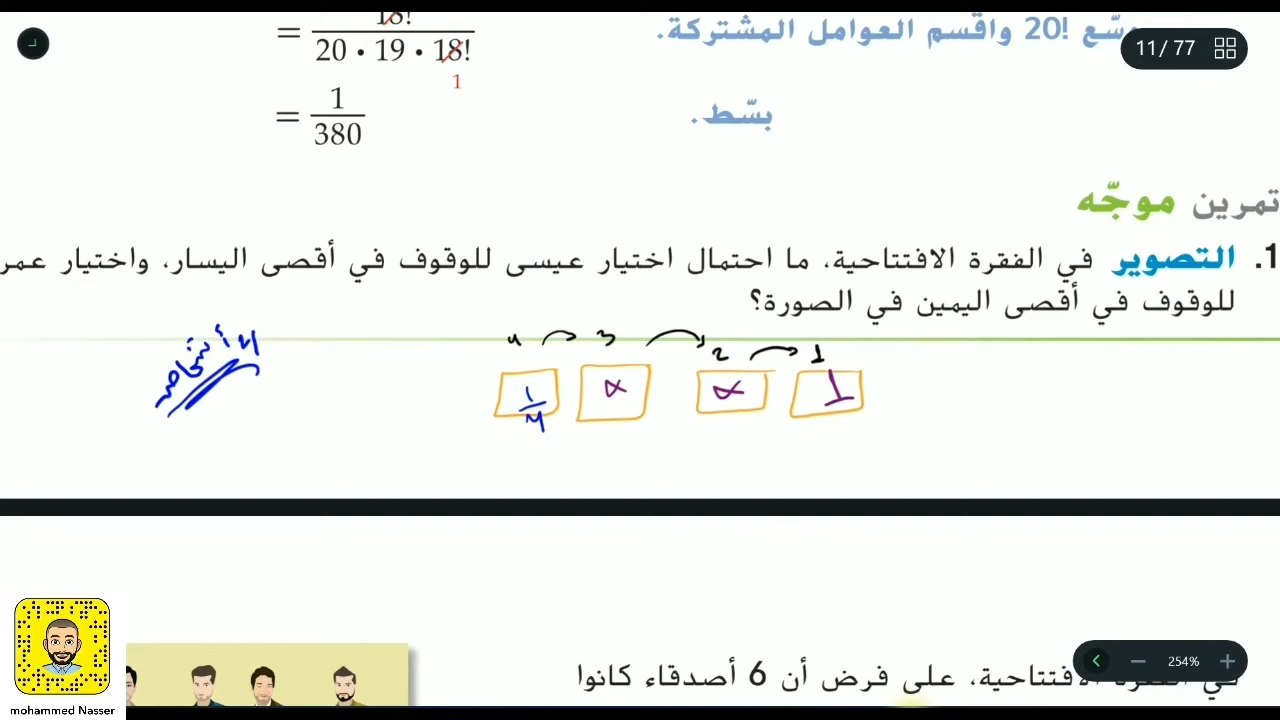 = 18! / 20 • 19 • 18!
1
وسّع !20 واقسم العوامل المشتركة.
11/ 77
= 1 / 380
بسّط.
تمرين موجّه
1. التصوير في الفقرة الافتتاحية، ما احتمال اختيار عيسى للوقوف في أقصى اليسار، واختيار عمر
للوقوف في أقصى اليمين في الصورة؟
4 3 2 1
أشخاص
في الفقرة الافتتاحية، على فرض أن 6 أصدقاء كانوا
254%
mohammed Nasser